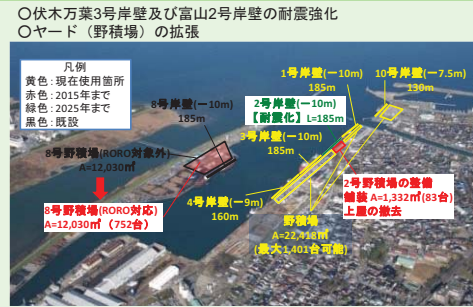 ○伏木万葉3号岸壁及び富山2号岸壁の耐震強化
○ヤード（野積場）の拡張
凡例
黄色：現在使用箇所
赤色：2015年まで
緑色：2025年まで
黒色：既設
8号岸壁(－10m)
185m
1号岸壁(－10m)
185m
10号岸壁(－7.5m)
130m
2号岸壁(－10m)
【耐震化】L=185m
3号岸壁(－10m)
185m
8号野積場(RORO対象外)
A=12,030㎡
8号野積場(RORO対応)
A=12,030㎡（752台）
4号岸壁(－9m)
160m
野積場
A=22,418㎡
(最大1,401台可能)
2号野積場の整備
舗装 A=1,332㎡(83台)
上屋の撤去